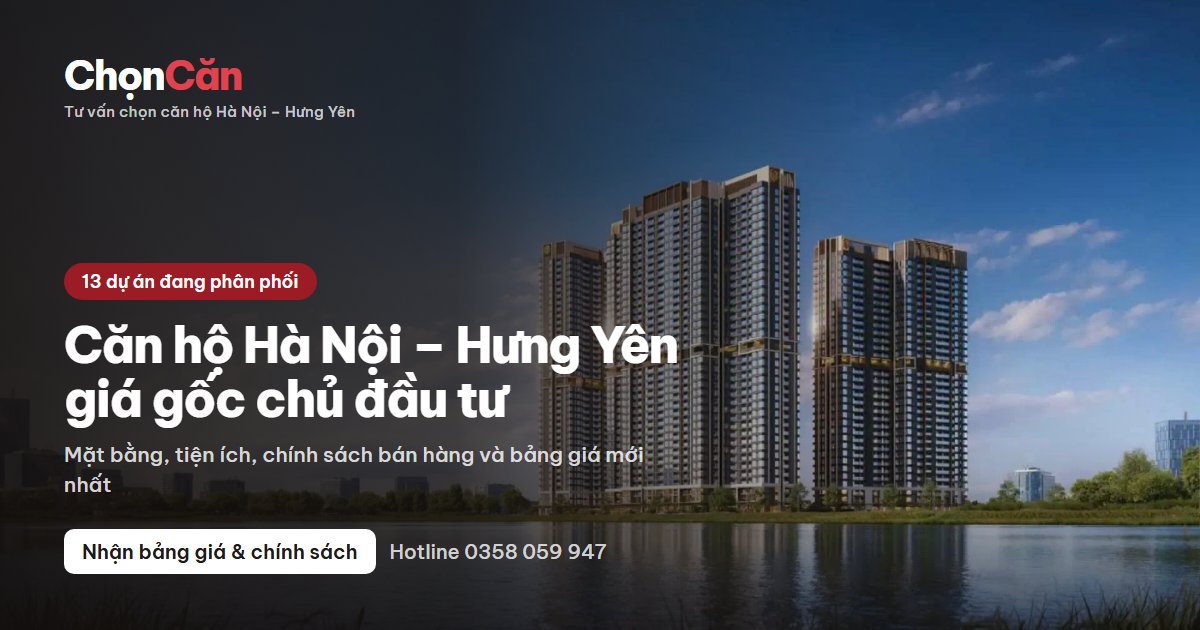 ChọnCăn
Tư vấn chọn căn hộ Hà Nội – Hưng Yên
13 dự án đang phân phối
Căn hộ Hà Nội – Hưng Yên
giá gốc chủ đầu tư
Mặt bằng, tiện ích, chính sách bán hàng và bảng giá mới
nhất
Nhận bảng giá & chính sách Hotline 0358 059 947